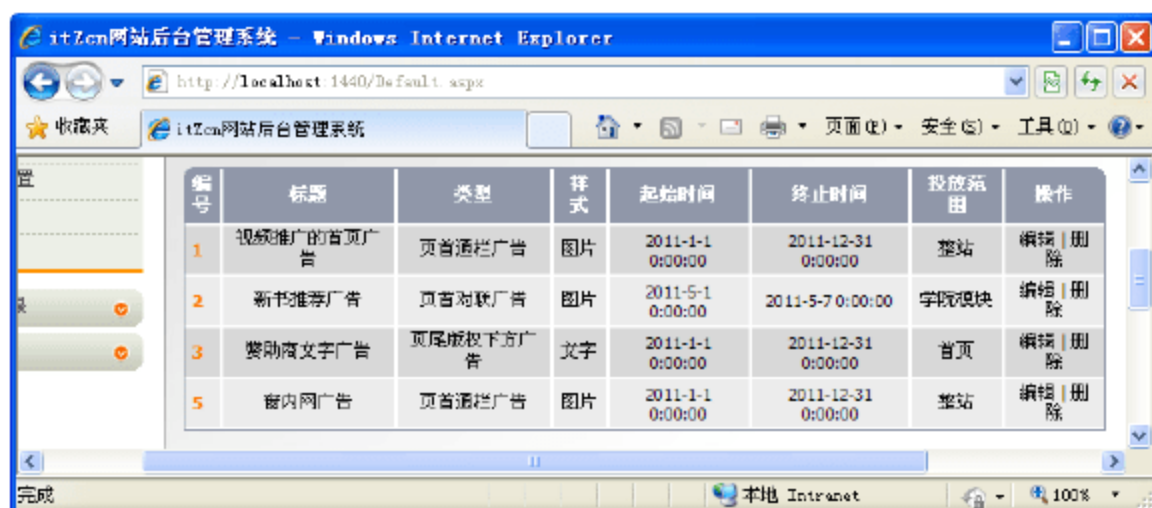 itZcn网站后台管理系统 - Windows Internet Explorer
http://localhost:1440/Default.aspx
收藏夹 itZcn网站后台管理系统 页面(P) 安全(S) 工具(O)
置
编号 标题 类型 样式 起始时间 终止时间 投放范围 操作
1 视频推广的首页广告 页首通栏广告 图片 2011-1-1 0:00:00 2011-12-31 0:00:00 整站 编辑 | 删除
2 新书推荐广告 页首对联广告 图片 2011-5-1 0:00:00 2011-5-7 0:00:00 学院模块 编辑 | 删除
3 赞助商文字广告 页尾版权下方广告 文字 2011-1-1 0:00:00 2011-12-31 0:00:00 首页 编辑 | 删除
5 窗内网广告 页首通栏广告 图片 2011-1-1 0:00:00 2011-12-31 0:00:00 整站 编辑 | 删除
完成 本地 Intranet 100%